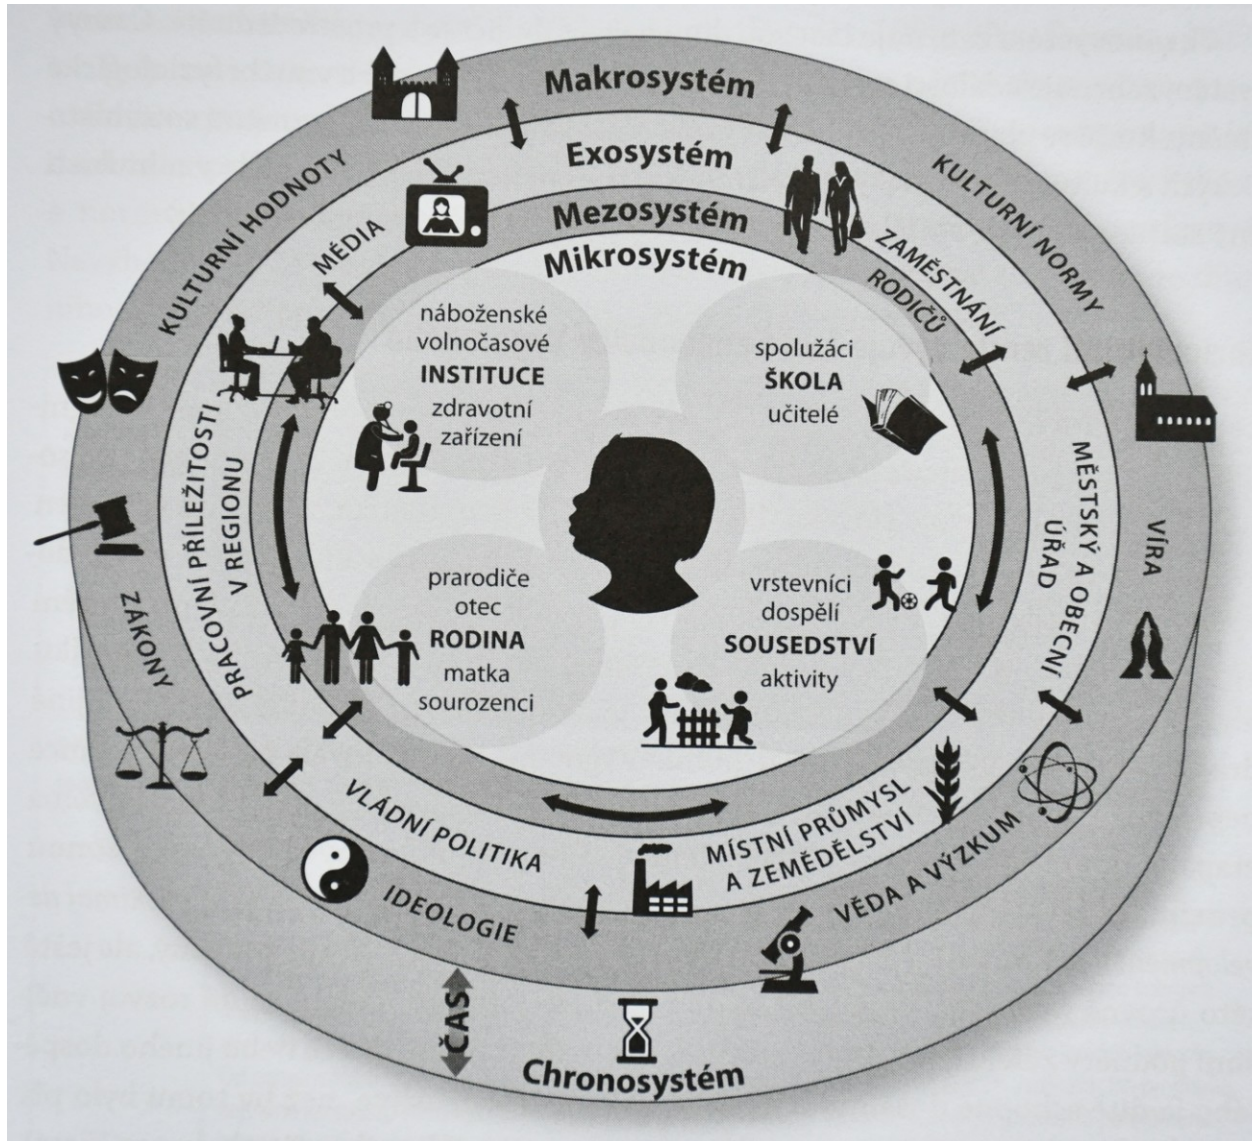 Makrosystém
Exosystém
Mezosystém
Mikrosystém
KULTURNÍ HODNOTY
KULTURNÍ NORMY
MÉDIA
ZAMĚSTNÁNÍ
RODIČŮ
náboženské
volnočasové
INSTITUCE
zdravotní
zařízení
spolužáci
ŠKOLA
učitelé
PRACOVNÍ PŘÍLEŽITOSTI
V REGIONU
MĚSTSKÝ A OBECNÍ
ÚŘAD
VÍRA
ZÁKONY
prarodiče
otec
RODINA
matka
sourozenci
vrstevníci
dospělí
SOUSEDSTVÍ
aktivity
VLÁDNÍ POLITIKA
MÍSTNÍ PRŮMYSL
A ZEMĚDĚLSTVÍ
IDEOLOGIE
VĚDA A VÝZKUM
ČAS
Chronosystém